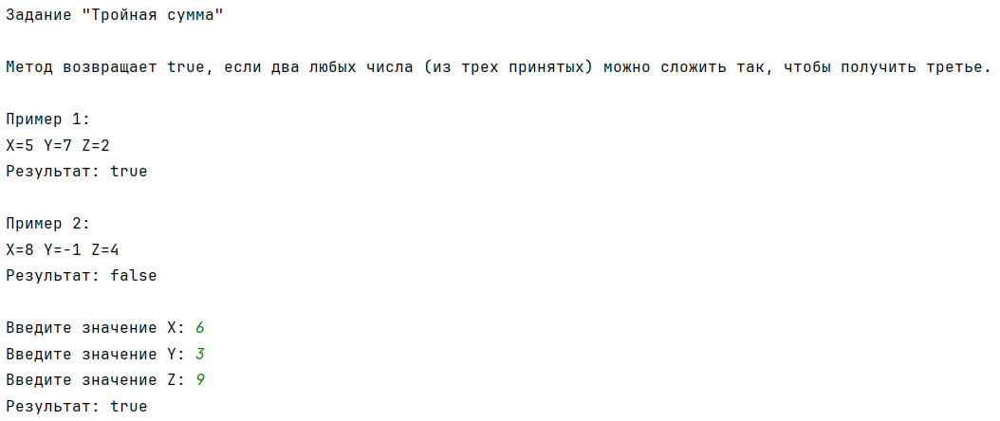 Задание "Тройная сумма"
Метод возвращает true, если два любых числа (из трех принятых) можно сложить так, чтобы получить третье.
Пример 1:
X=5 Y=7 Z=2
Результат: true
Пример 2:
X=8 Y=-1 Z=4
Результат: false
Введите значение X: 6
Введите значение Y: 3
Введите значение Z: 9
Результат: true